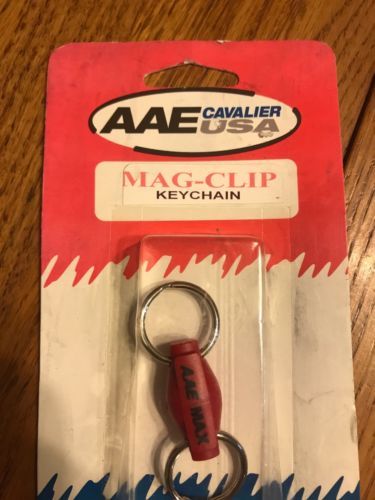 AAE CAVALIER
USA
MAG-CLIP
KEYCHAIN
AAE MAX